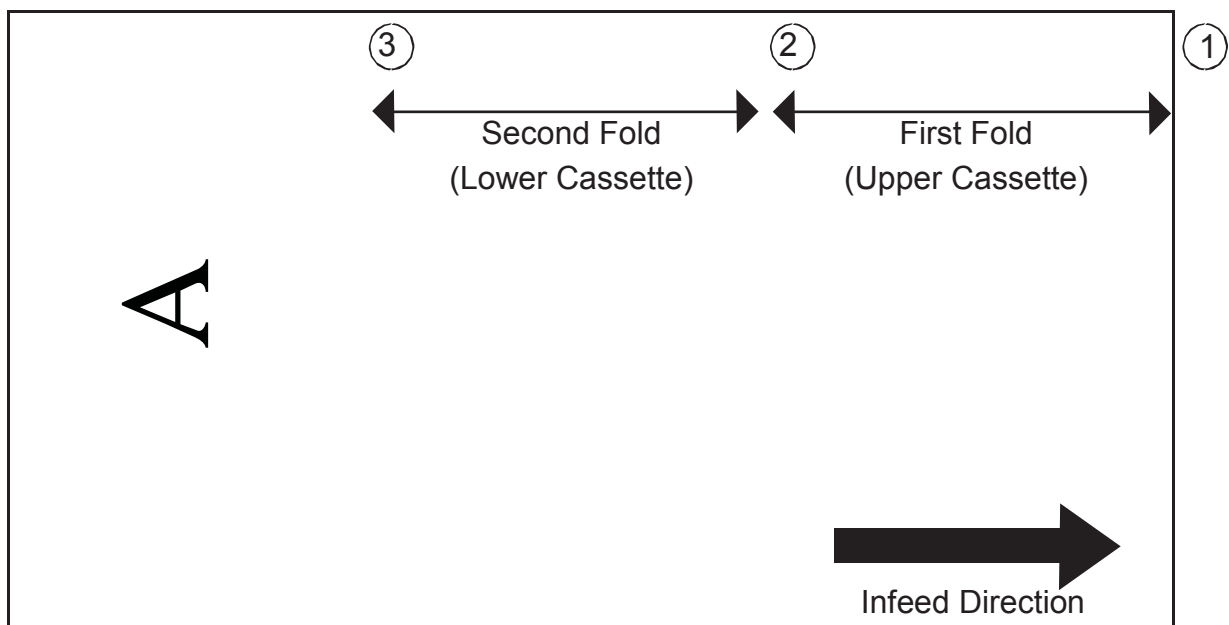 ③ ② ①
Second Fold
(Lower Cassette)
First Fold
(Upper Cassette)
A
Infeed Direction